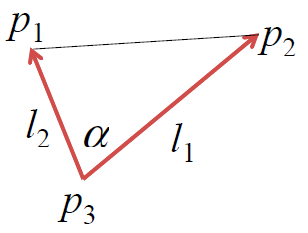 p₁
p₂
l₂
α
l₁
p₃